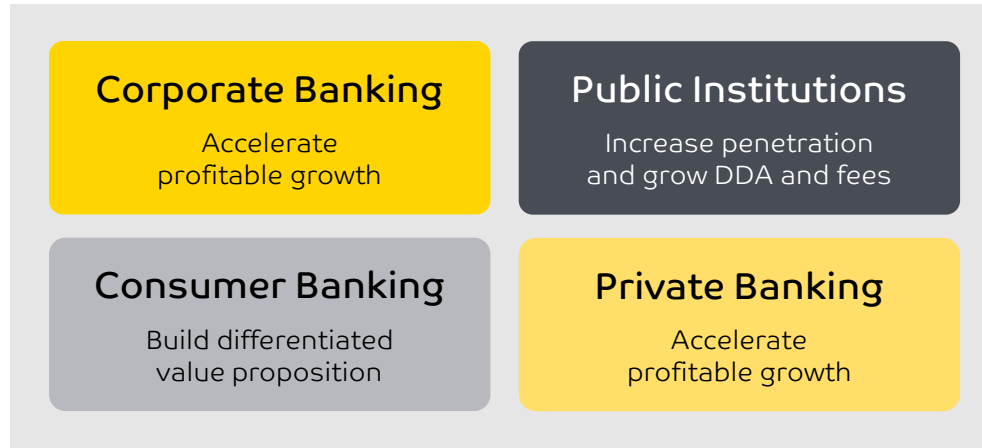 Corporate Banking
Accelerate
profitable growth
Public Institutions
Increase penetration
and grow DDA and fees
Consumer Banking
Build differentiated
value proposition
Private Banking
Accelerate
profitable growth